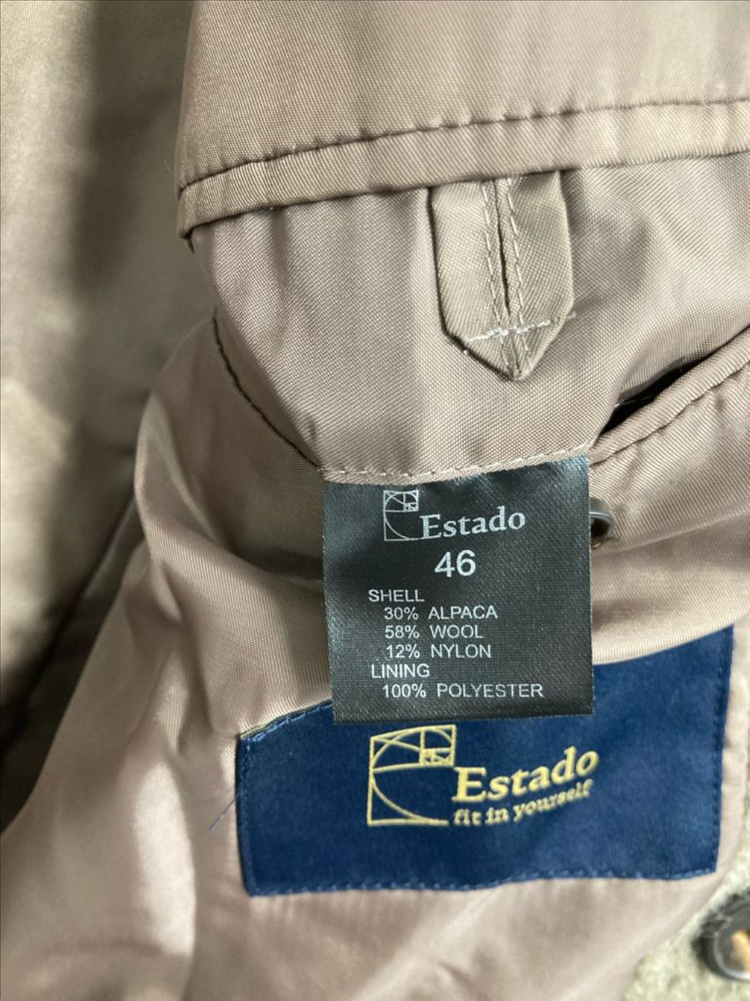 Estado
46
SHELL
30% ALPACA
58% WOOL
12% NYLON
LINING
100% POLYESTER
Estado
fit in yourself